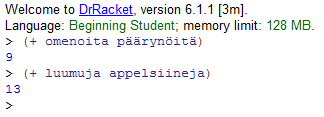 Welcome to DrRacket, version 6.1.1 [3m].
Language: Beginning Student; memory limit: 128 MB.
> (+ omenoita päärynöitä)
9
> (+ luumuja appelsiineja)
13
>